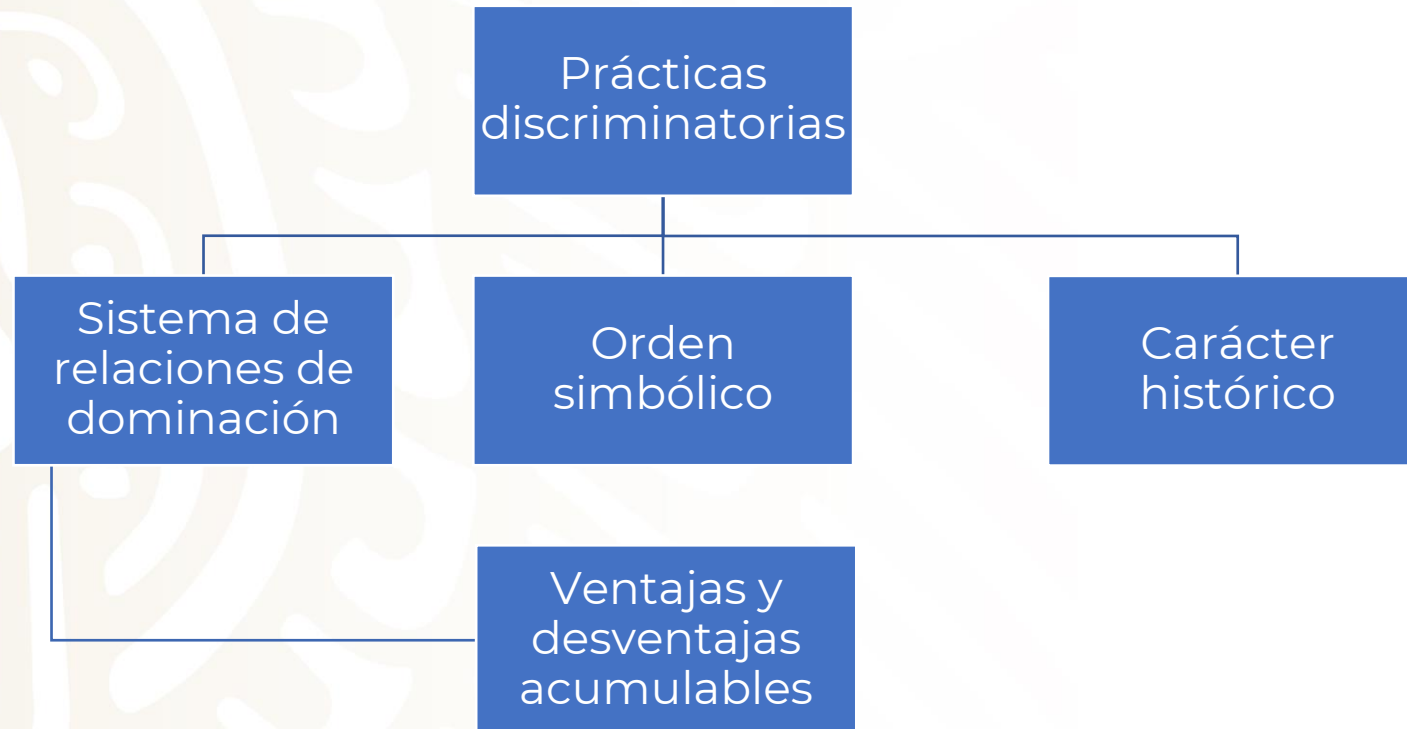 Prácticas
discriminatorias
Sistema de
relaciones de
dominación
Orden
simbólico
Carácter
histórico
Ventajas y
desventajas
acumulables